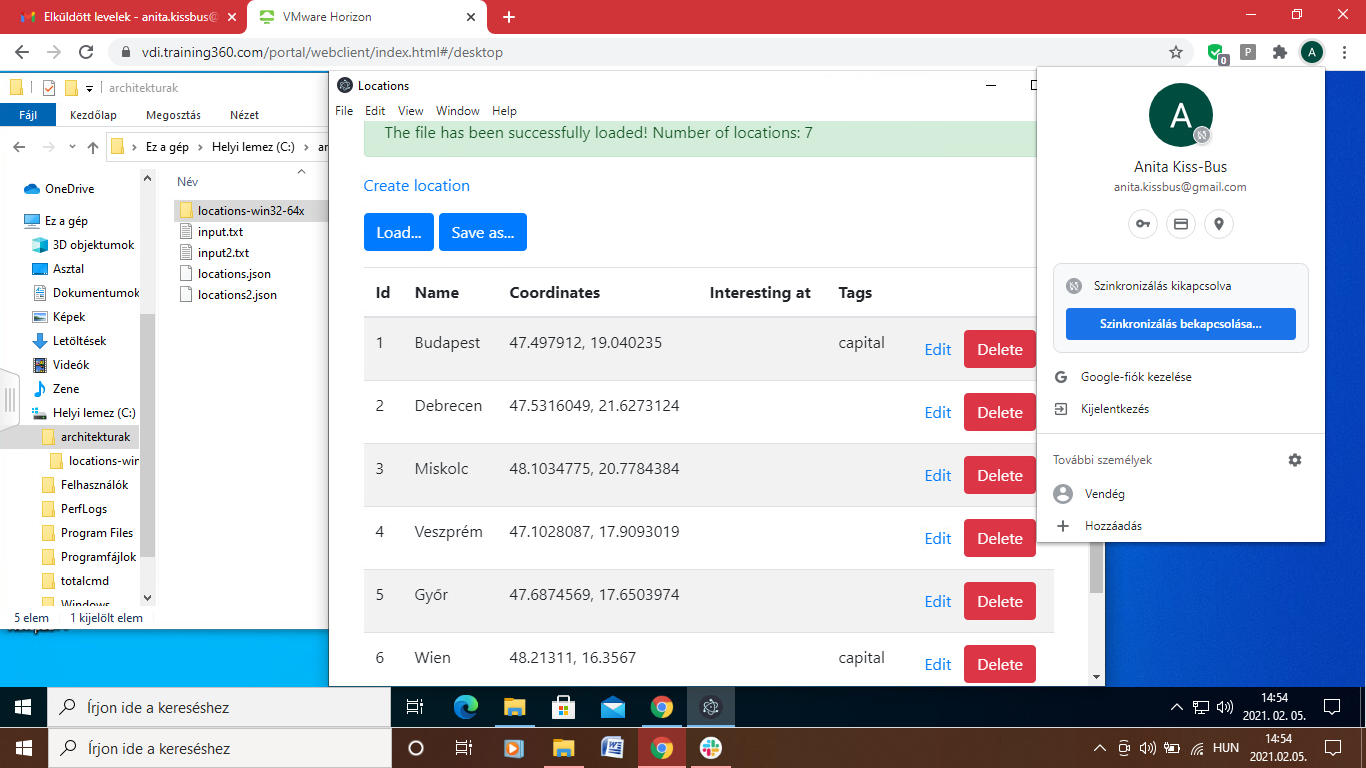 Elküldött levelek - anita.kissbus@
VMware Horizon
vdi.training360.com/portal/webclient/index.html#/desktop
0
P
A
architekturak
Fájl Kezdőlap Megosztás Nézet
Ez a gép Helyi lemez (C:)
OneDrive
Ez a gép
3D objektumok
Asztal
Dokumentumok
Képek
Letöltések
Videók
Zene
Helyi lemez (C:)
architekturak
locations-win
Felhasználók
PerfLogs
Program Files
Programfájlok
totalcmd
Windows
Név
locations-win32-64x
input.txt
input2.txt
locations.json
locations2.json
5 elem 1 kijelölt elem
Locations
File Edit View Window Help
The file has been successfully loaded! Number of locations: 7
Create location
Load... Save as...
Id Name Coordinates Interesting at Tags
1 Budapest 47.497912, 19.040235 capital Edit Delete
2 Debrecen 47.5316049, 21.6273124 Edit Delete
3 Miskolc 48.1034775, 20.7784384 Edit Delete
4 Veszprém 47.1028087, 17.9093019 Edit Delete
5 Győr 47.6874569, 17.6503974 Edit Delete
6 Wien 48.21311, 16.3567 capital Edit Delete
A
Anita Kiss-Bus
anita.kissbus@gmail.com
Szinkronizálás kikapcsolva
Szinkronizálás bekapcsolása...
Google-fiók kezelése
Kijelentkezés
További személyek
Vendég
Hozzáadás
Írjon ide a kereséshez
14:54
2021. 02. 05.
Írjon ide a kereséshez
HUN
14:54
2021.02.05.